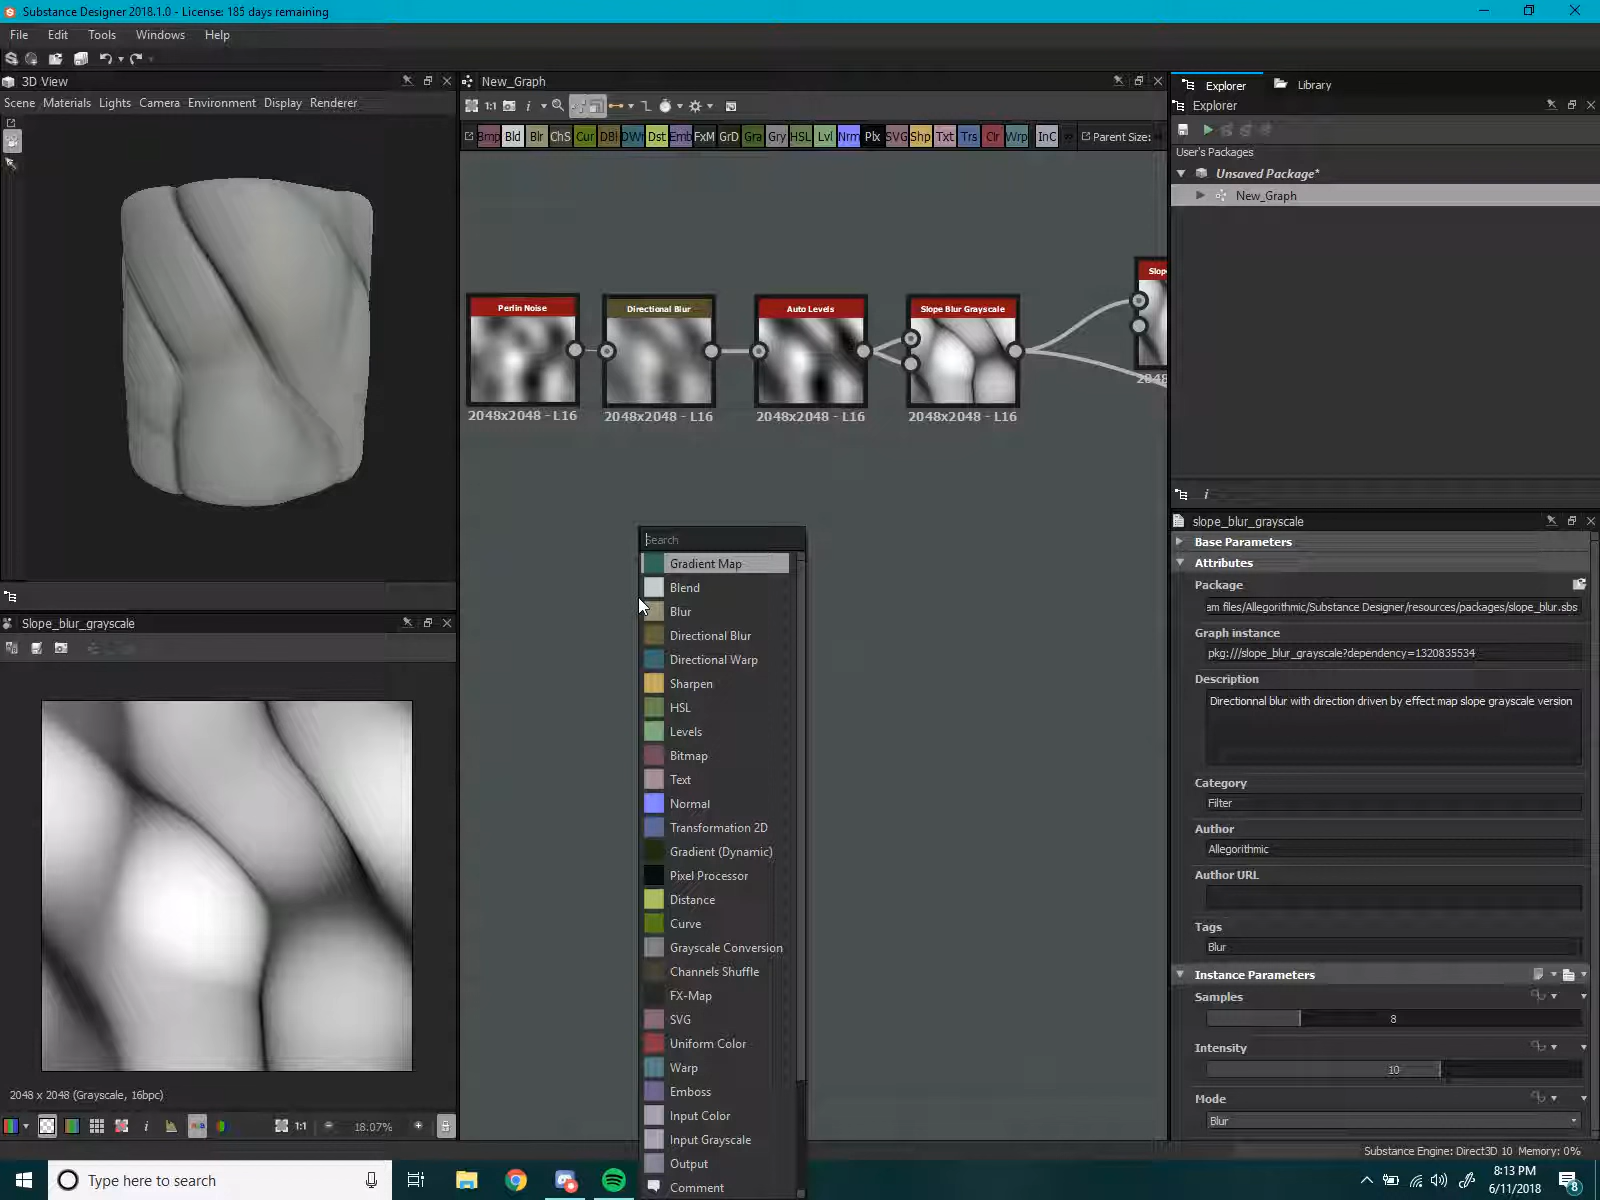 Substance Designer 2018.1.0 - License: 185 days remaining
File Edit Tools Windows Help
3D View
Scene Materials Lights Camera Environment Display Renderer
New_Graph
1:1
Bmp Bld Blr ChS Cur DBl DWr Dst Emb FxM GrD Gra Gry HSL Lvl Nrm Plx SVG Shp Txt Trs Clr Wrp InC Parent Size:
Perlin Noise
2048x2048 - L16
Directional Blur
2048x2048 - L16
Auto Levels
2048x2048 - L16
Slope Blur Grayscale
2048x2048 - L16
Slop
2048
Search
Gradient Map
Blend
Blur
Directional Blur
Directional Warp
Sharpen
HSL
Levels
Bitmap
Text
Normal
Transformation 2D
Gradient (Dynamic)
Pixel Processor
Distance
Curve
Grayscale Conversion
Channels Shuffle
FX-Map
SVG
Uniform Color
Warp
Emboss
Input Color
Input Grayscale
Output
Comment
Slope_blur_grayscale
2048 x 2048 (Grayscale, 16bpc)
1:1
18.07%
Explorer Library
Explorer
User's Packages
Unsaved Package*
New_Graph
slope_blur_grayscale
Base Parameters
Attributes
Package
am files/Allegorithmic/Substance Designer/resources/packages/slope_blur.sbs
Graph instance
pkg:///slope_blur_grayscale?dependency=1320835534
Description
Directionnal blur with direction driven by effect map slope grayscale version
Category
Filter
Author
Allegorithmic
Author URL
Tags
Blur
Instance Parameters
Samples
8
Intensity
10
Mode
Blur
Substance Engine: Direct3D 10 Memory: 0%
Type here to search
8:13 PM
6/11/2018
8